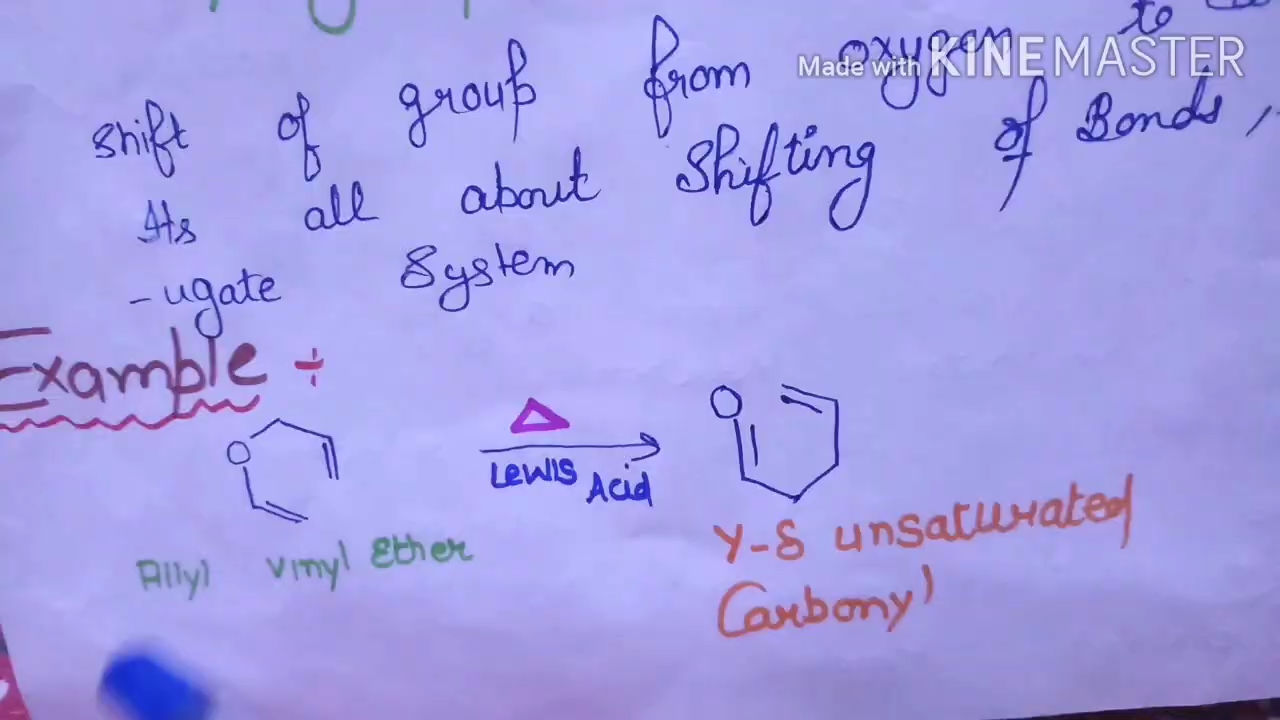 Shift of group from oxygen to
Made with KINEMASTER
Its all about Shifting of Bonds,
-ugate System
Example ÷
O
Δ
O
Lewis Acid
Allyl Vinyl Ether
γ-δ unsaturated
Carbonyl